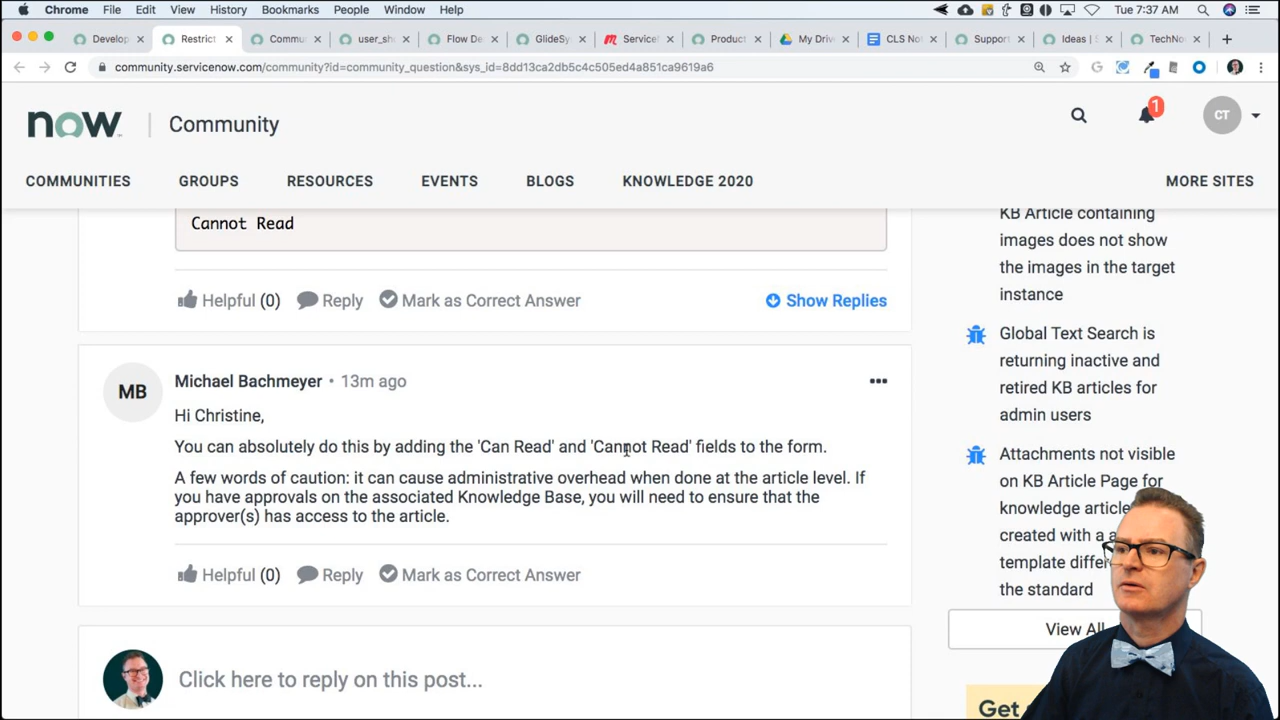 Chrome File Edit View History Bookmarks People Window Help Tue 7:37 AM
Develop Restrict Commu user_sh Flow De GlideSy Service Product My Driv CLS Not Support Ideas | S TechNo
community.servicenow.com/community?id=community_question&sys_id=8dd13ca2db5c4c505ed4a851ca9619a6
now Community
1
CT
COMMUNITIES GROUPS RESOURCES EVENTS BLOGS KNOWLEDGE 2020 MORE SITES
Cannot Read
Helpful (0) Reply Mark as Correct Answer Show Replies
MB
Michael Bachmeyer • 13m ago
Hi Christine,
You can absolutely do this by adding the 'Can Read' and 'Cannot Read' fields to the form.
A few words of caution: it can cause administrative overhead when done at the article level. If
you have approvals on the associated Knowledge Base, you will need to ensure that the
approver(s) has access to the article.
Helpful (0) Reply Mark as Correct Answer
Click here to reply on this post...
KB Article containing
images does not show
the images in the target
instance
Global Text Search is
returning inactive and
retired KB articles for
admin users
Attachments not visible
on KB Article Page for
knowledge article
created with a a
template differ
the standard
View All
Get